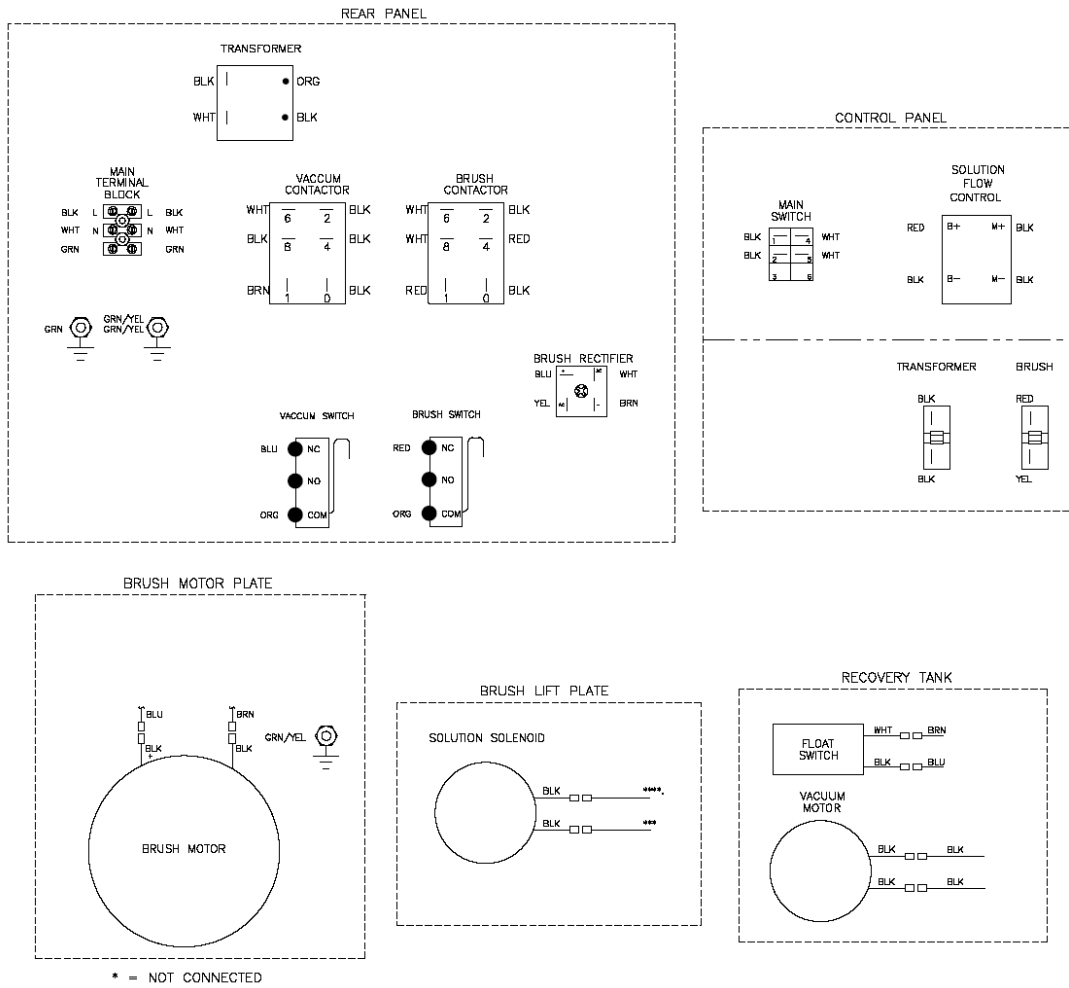 REAR PANEL
TRANSFORMER
BLK ORG
WHT BLK
MAIN
TERMINAL
BLOCK
BLK L L BLK
WHT N N WHT
GRN GRN
VACCUM
CONTACTOR
WHT 6 2 BLK
BLK 8 4 BLK
BRN 1 0 BLK
BRUSH
CONTACTOR
WHT 6 2 BLK
WHT 8 4 RED
RED 1 0 BLK
GRN
GRN/YEL
GRN/YEL
BRUSH RECTIFIER
BLU + AC WHT
YEL AC - BRN
VACCUM SWITCH
BLU NC
NO
ORG COM
BRUSH SWITCH
RED NC
NO
ORG COM
CONTROL PANEL
MAIN
SWITCH
BLK 1 4 WHT
BLK 2 5 WHT
3 6
SOLUTION
FLOW
CONTROL
RED B+ M+ BLK
BLK B- M- BLK
TRANSFORMER
BLK
BLK
BRUSH
RED
YEL
BRUSH MOTOR PLATE
BLU BRN
BLK BLK
+
GRN/YEL
BRUSH MOTOR
* = NOT CONNECTED
BRUSH LIFT PLATE
SOLUTION SOLENOID
BLK ****.
BLK ***
RECOVERY TANK
FLOAT
SWITCH
WHT BRN
BLK BLU
VACUUM
MOTOR
BLK BLK
BLK BLK